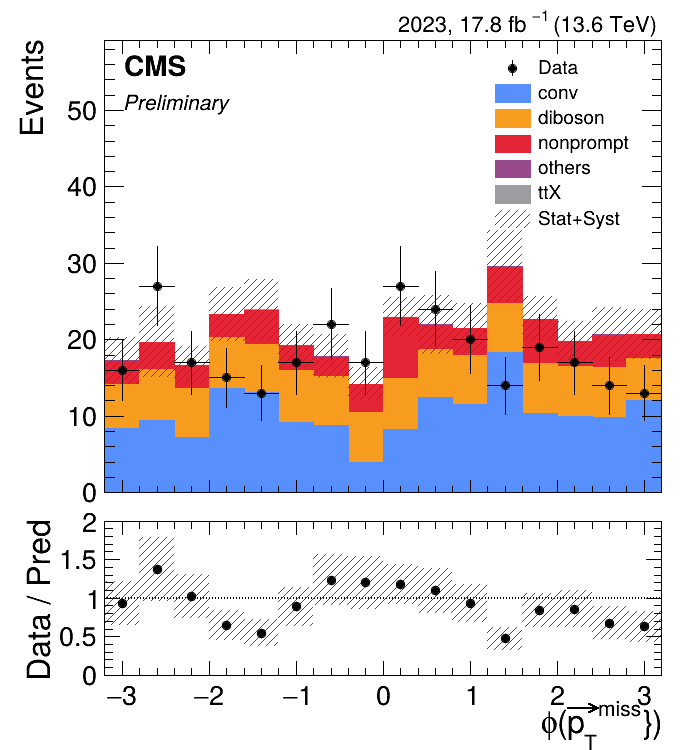 2023, 17.8 fb⁻¹ (13.6 TeV)
CMS
Preliminary
Data
conv
diboson
nonprompt
others
ttX
Stat+Syst
Events
50
40
30
20
10
0
Data / Pred
2
1.5
1
0.5
0
−3 −2 −1 0 1 2 3
ϕ(p⃗_T^miss})